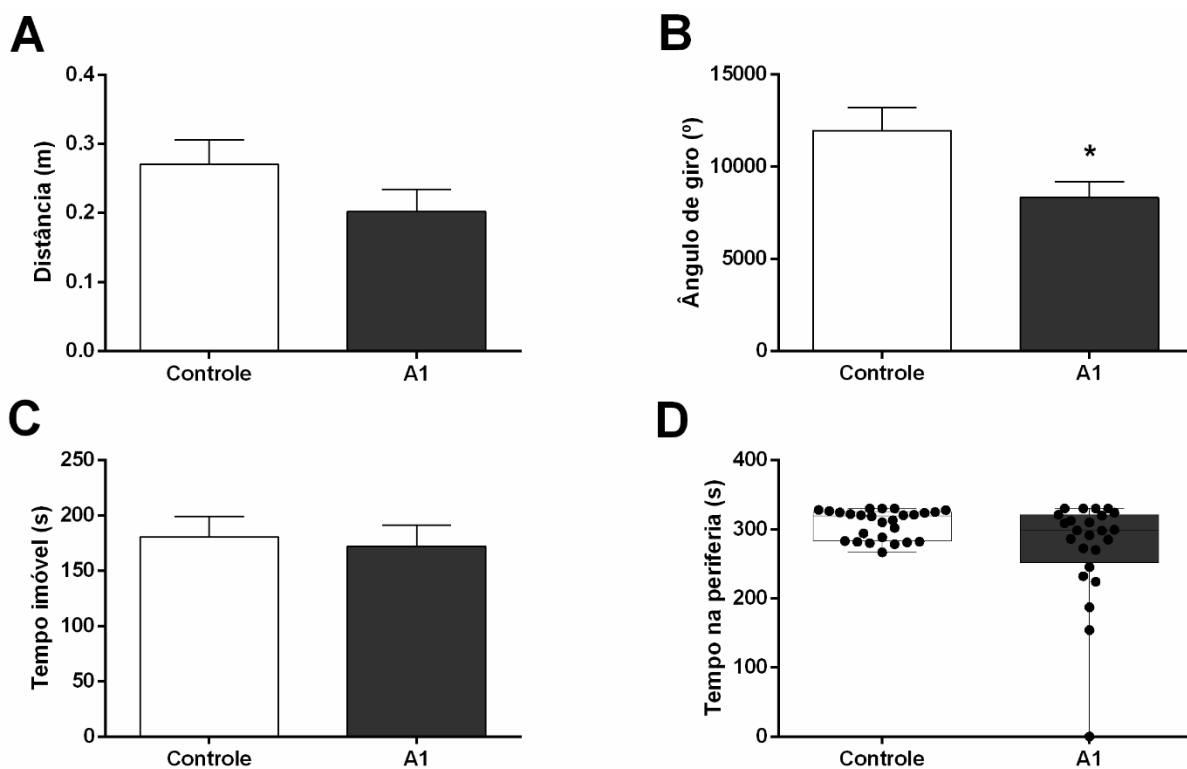 A
Distância (m)
0.4
0.3
0.2
0.1
0.0
Controle
A1
B
Ângulo de giro (º)
15000
10000
5000
0
*
Controle
A1
C
Tempo imóvel (s)
250
200
150
100
50
0
Controle
A1
D
Tempo na periferia (s)
400
300
200
100
0
Controle
A1